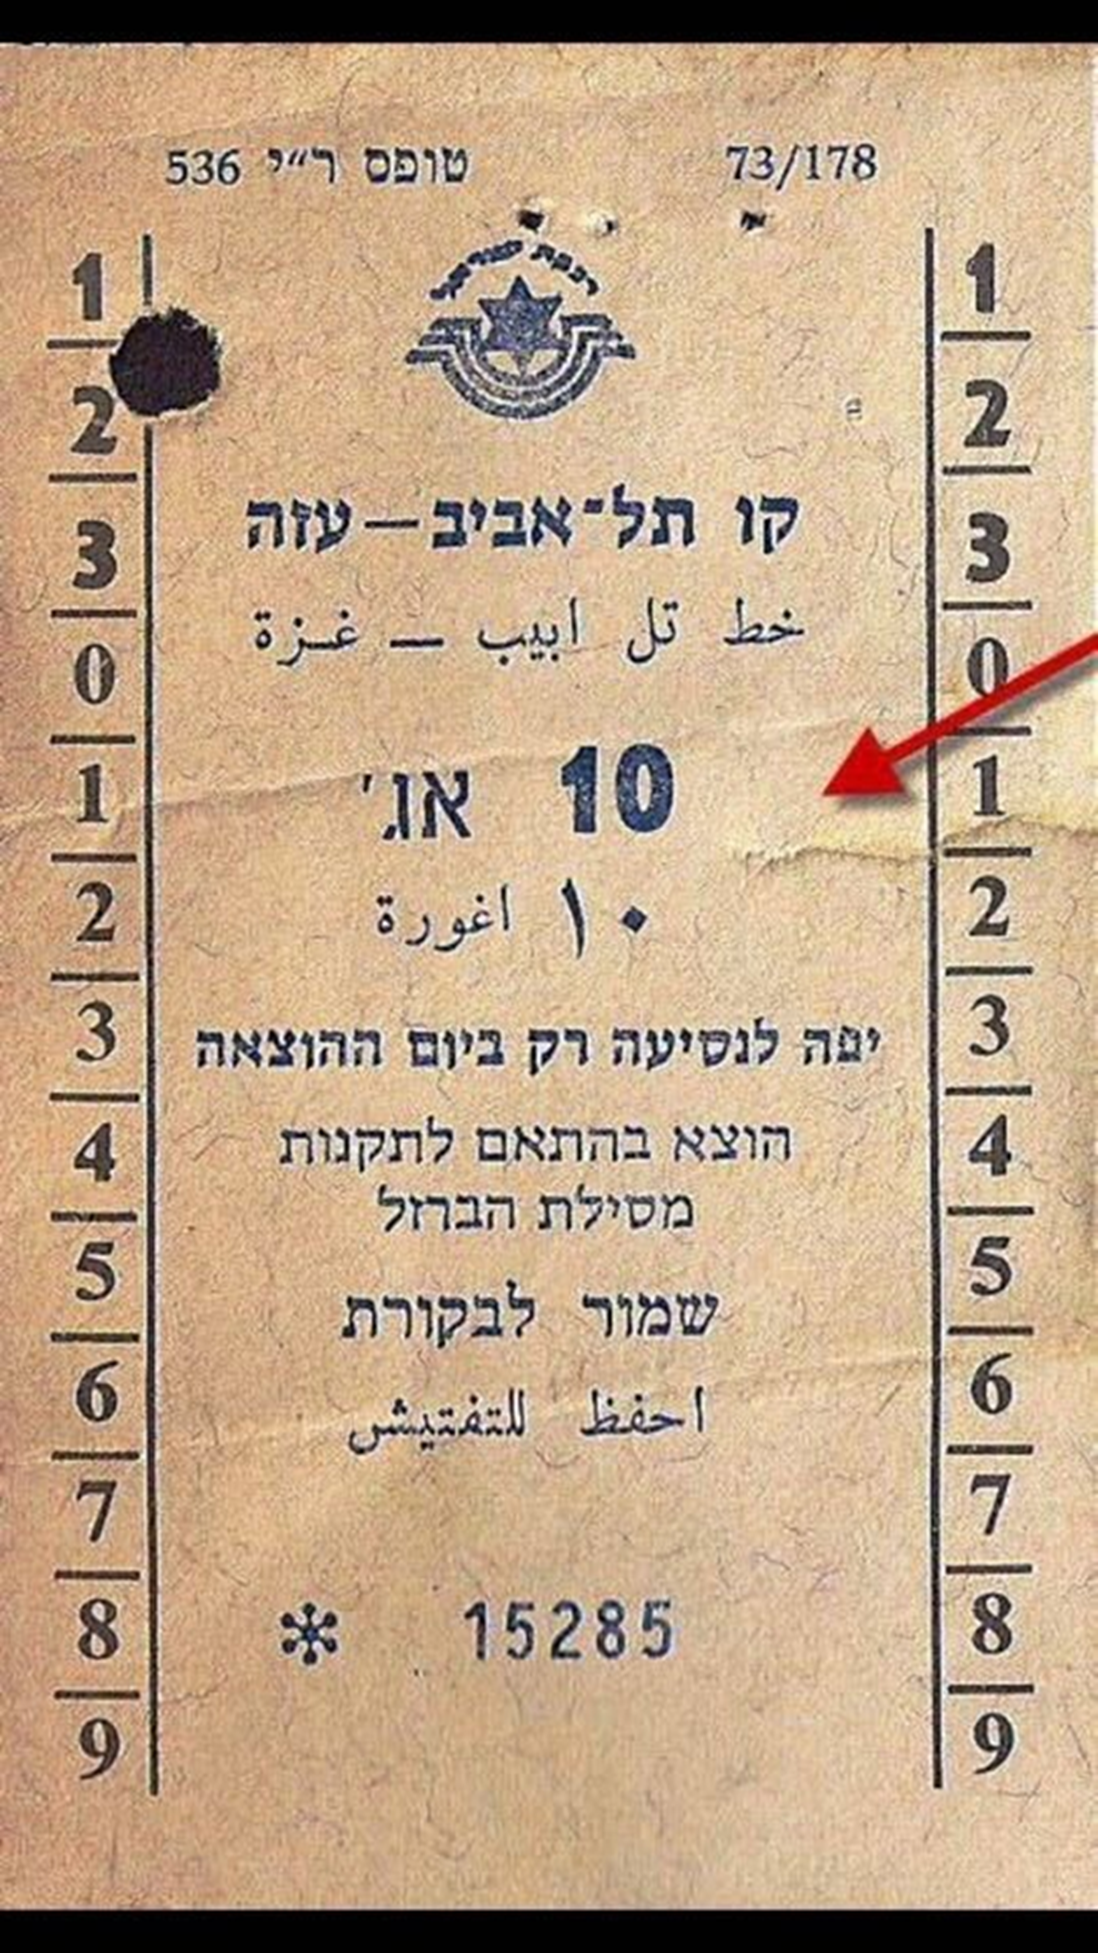 73/178 טופס ר״י 536
רכבת ישראל
קו תל־אביב—עזה
خط تل ابيب — غزة
10 אג׳
١٠ اغورة
יפה לנסיעה רק ביום ההוצאה
הוצא בהתאם לתקנות
מסילת הברזל
שמור לבקורת
احفظ للتفتيش
* 15285
1
2
3
0
1
2
3
4
5
6
7
8
9
1
2
3
0
1
2
3
4
5
6
7
8
9